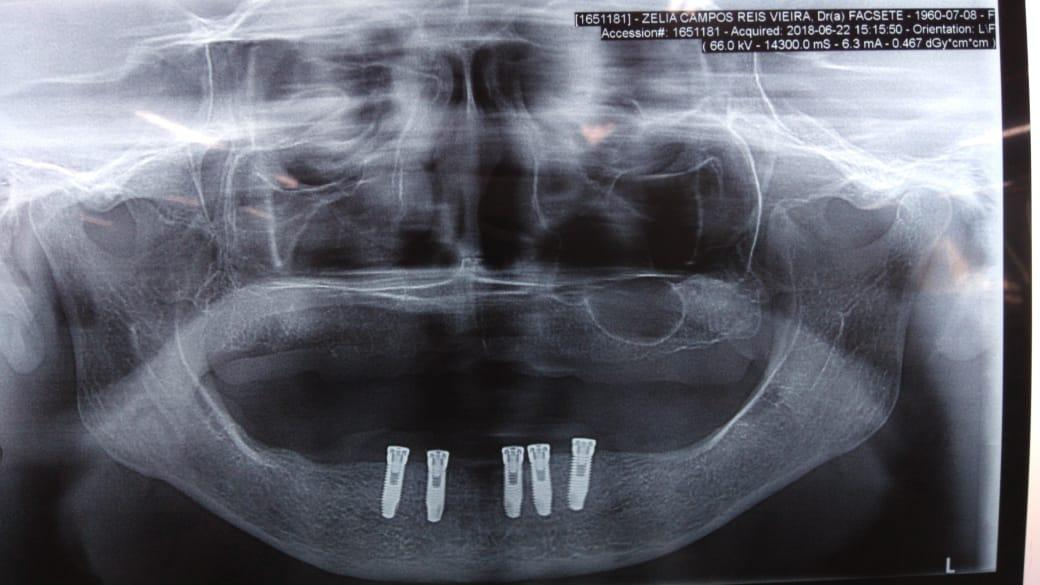 [1651181] - ZELIA CAMPOS REIS VIEIRA, Dr(a) FACSETE - 1960-07-08 - F
Accession#: 1651181 - Acquired: 2018-06-22 15:15:50 - Orientation: L\F
( 66.0 kV - 14300.0 mS - 6.3 mA - 0.467 dGy*cm*cm )
L